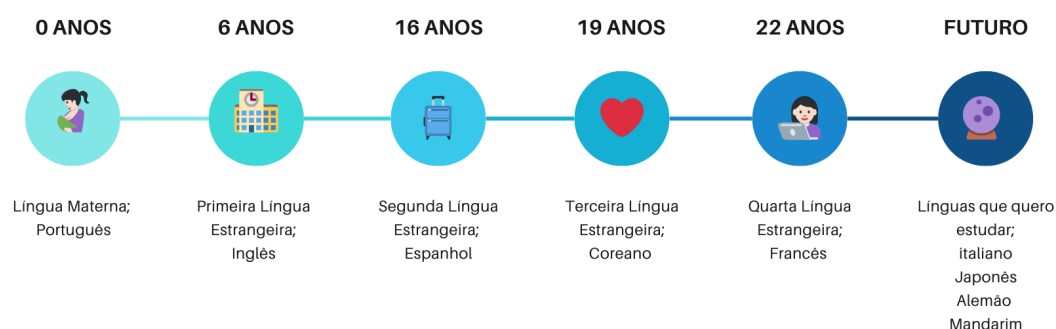 0 ANOS
6 ANOS
16 ANOS
19 ANOS
22 ANOS
FUTURO
Língua Materna;
Português
Primeira Língua
Estrangeira;
Inglês
Segunda Língua
Estrangeira;
Espanhol
Terceira Língua
Estrangeira;
Coreano
Quarta Língua
Estrangeira;
Francês
Línguas que quero
estudar;
italiano
Japonês
Alemão
Mandarim